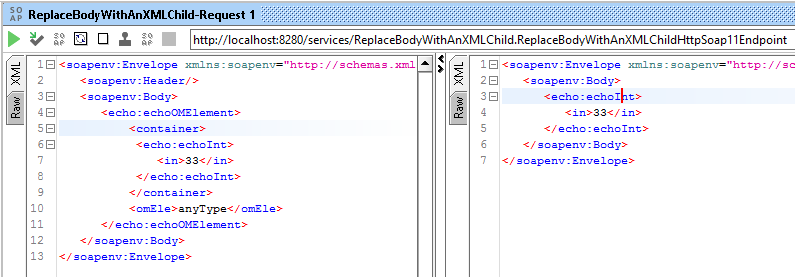 SO AP ReplaceBodyWithAnXMLChild-Request 1
SO AP http://localhost:8280/services/ReplaceBodyWithAnXMLChild.ReplaceBodyWithAnXMLChildHttpSoap11Endpoint
XML
Raw
1 <soapenv:Envelope xmlns:soapenv="http://schemas.xml
2 <soapenv:Header/>
3 <soapenv:Body>
4 <echo:echoOMElement>
5 <container>
6 <echo:echoInt>
7 <in>33</in>
8 </echo:echoInt>
9 </container>
10 <omEle>anyType</omEle>
11 </echo:echoOMElement>
12 </soapenv:Body>
13 </soapenv:Envelope>
XML
Raw
1 <soapenv:Envelope xmlns:soapenv="http://sc
2 <soapenv:Body>
3 <echo:echoInt>
4 <in>33</in>
5 </echo:echoInt>
6 </soapenv:Body>
7 </soapenv:Envelope>